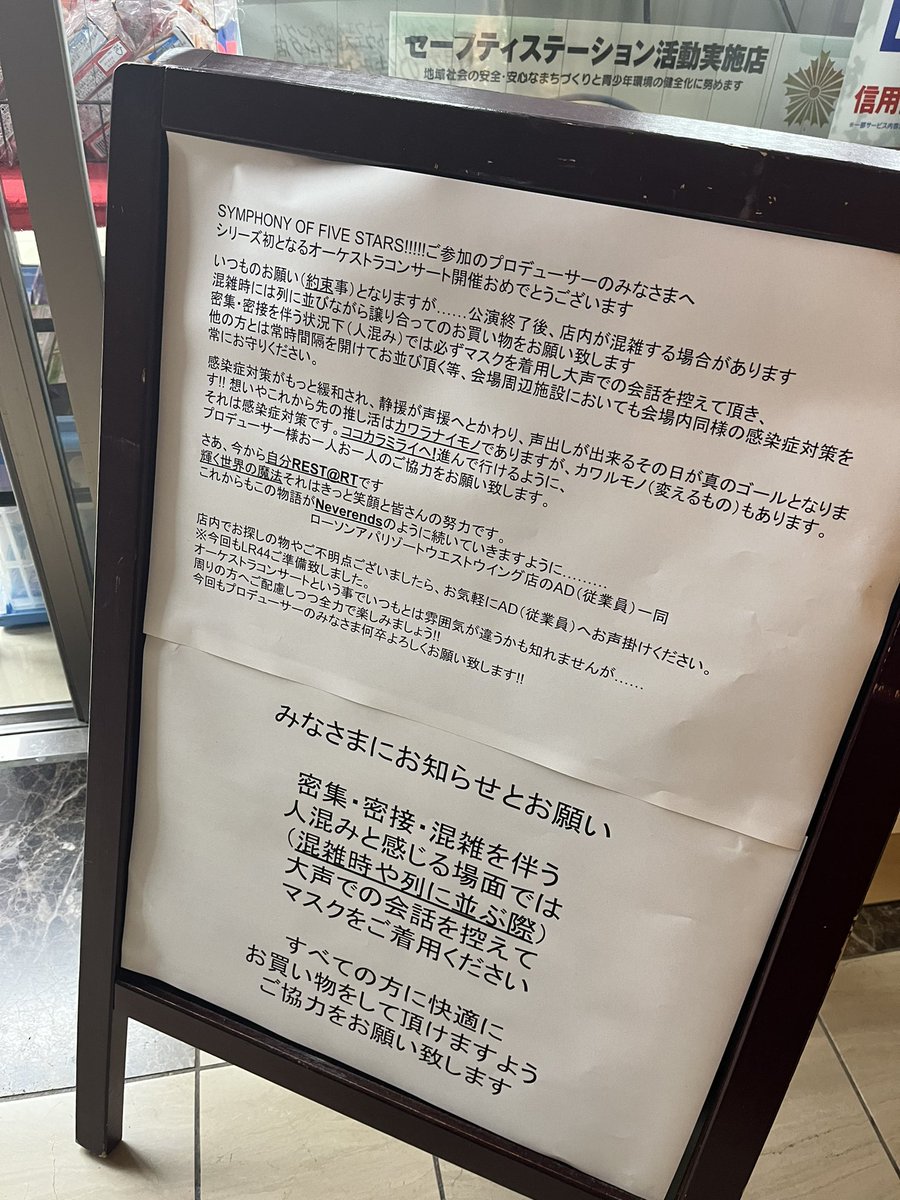 セーフティステーション活動実施店
地域社会の安全・安心なまちづくりと青少年環境の健全化に努めます
信用
SYMPHONY OF FIVE STARS!!!!!ご参加のプロデューサーのみなさまへ
シリーズ初となるオーケストラコンサート開催おめでとうございます
いつものお願い(約束事)となりますが……公演終了後、店内が混雑する場合があります
混雑時には列に並びながら譲り合ってのお買い物をお願い致します
密集・密接を伴う状況下(人混み)では必ずマスクを着用し大声での会話を控えて頂き、
他の方とは常時間隔を開けてお並び頂く等、会場周辺施設においても会場内同様の感染症対策を
常にお守りください。
感染症対策がもっと緩和され、静援が声援へとかわり、声出しが出来るその日が真のゴールとなりま
す!! 想いやこれから先の推し活はカワラナイモノでありますが、カワルモノ(変えるもの)もあります。
それは感染症対策です。ココカラミライヘ!進んで行けるように、
プロデューサー様お一人お一人のご協力をお願い致します。
さあ、今から自分REST@RTです
輝く世界の魔法それはきっと笑顔と皆さんの努力です。
これからもこの物語がNeverendsのように続いていきますように………
ローソンアパリゾートウエストウイング店のAD(従業員)一同
店内でお探しの物やご不明点ございましたら、お気軽にAD(従業員)へお声掛けください。
※今回もLR44ご準備致しました。
オーケストラコンサートという事でいつもとは雰囲気が違うかも知れませんが……
周りの方へご配慮しつつ全力で楽しみましょう!!
今回もプロデューサーのみなさま何卒よろしくお願い致します!!
みなさまにお知らせとお願い
密集・密接・混雑を伴う
人混みと感じる場面では
(混雑時や列に並ぶ際)
大声での会話を控えて
マスクをご着用ください
すべての方に快適に
お買い物をして頂けますよう
ご協力をお願い致します